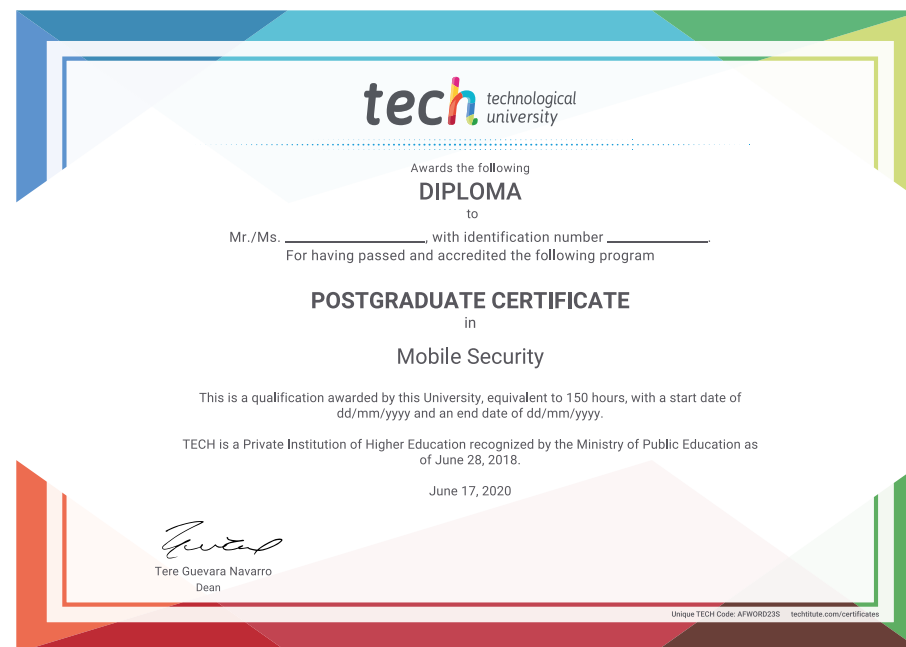 tech technological
university
Awards the following
DIPLOMA
to
Mr./Ms. ____________________, with identification number ______________.
For having passed and accredited the following program
POSTGRADUATE CERTIFICATE
in
Mobile Security
This is a qualification awarded by this University, equivalent to 150 hours, with a start date of
dd/mm/yyyy and an end date of dd/mm/yyyy.
TECH is a Private Institution of Higher Education recognized by the Ministry of Public Education as
of June 28, 2018.
June 17, 2020
Tere Guevara Navarro
Dean
Unique TECH Code: AFWORD23S techtitute.com/certificates